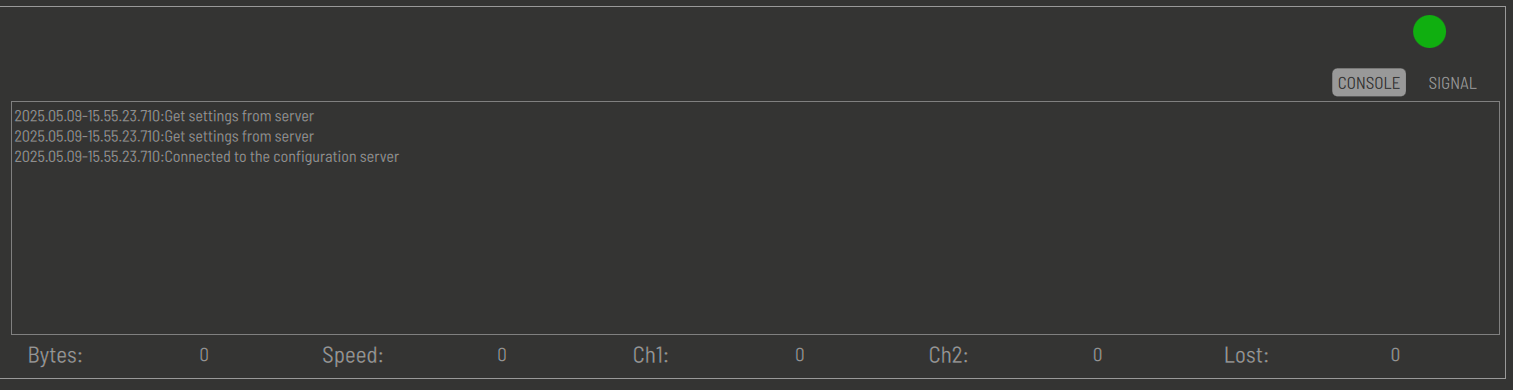 CONSOLE SIGNAL
2025.05.09-15.55.23.710:Get settings from server
2025.05.09-15.55.23.710:Get settings from server
2025.05.09-15.55.23.710:Connected to the configuration server
Bytes: 0 Speed: 0 Ch1: 0 Ch2: 0 Lost: 0